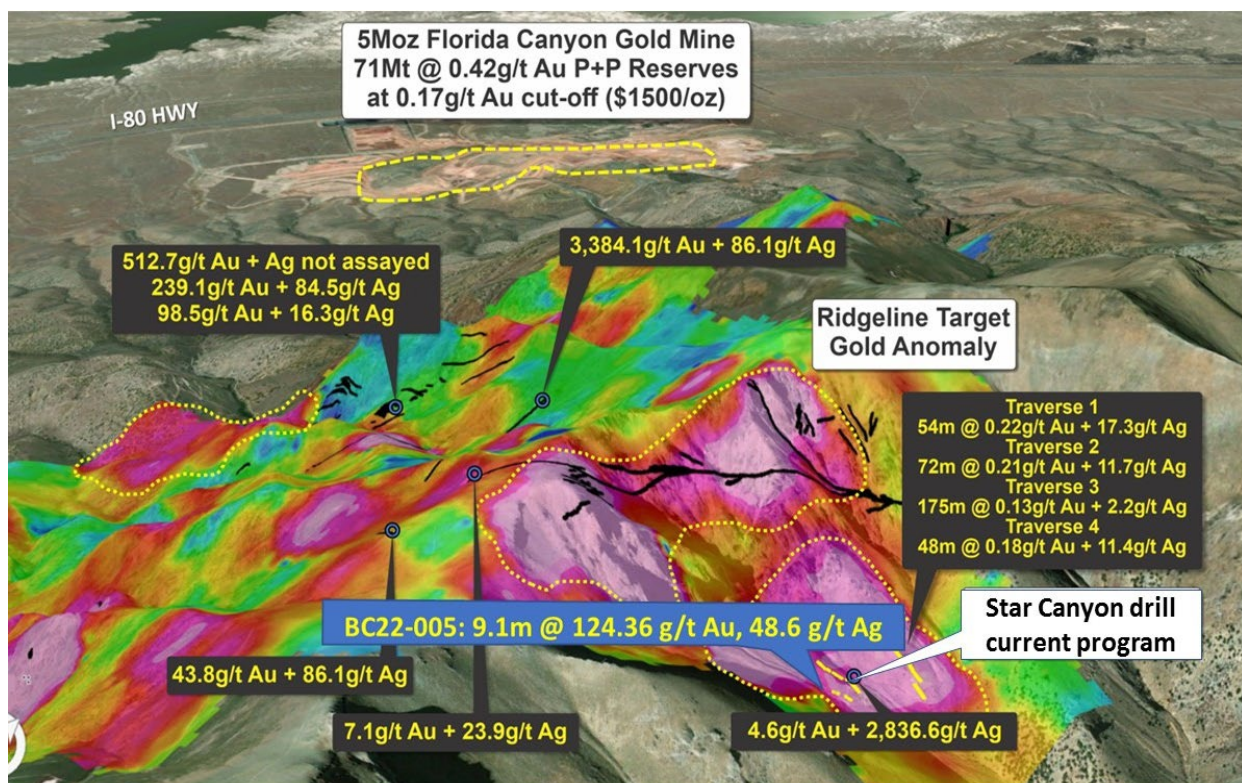 5Moz Florida Canyon Gold Mine
71Mt @ 0.42g/t Au P+P Reserves
at 0.17g/t Au cut-off ($1500/oz)
I-80 HWY
512.7g/t Au + Ag not assayed
239.1g/t Au + 84.5g/t Ag
98.5g/t Au + 16.3g/t Ag
3,384.1g/t Au + 86.1g/t Ag
Ridgeline Target
Gold Anomaly
Traverse 1
54m @ 0.22g/t Au + 17.3g/t Ag
Traverse 2
72m @ 0.21g/t Au + 11.7g/t Ag
Traverse 3
175m @ 0.13g/t Au + 2.2g/t Ag
Traverse 4
48m @ 0.18g/t Au + 11.4g/t Ag
BC22-005: 9.1m @ 124.36 g/t Au, 48.6 g/t Ag
Star Canyon drill
current program
43.8g/t Au + 86.1g/t Ag
7.1g/t Au + 23.9g/t Ag
4.6g/t Au + 2,836.6g/t Ag